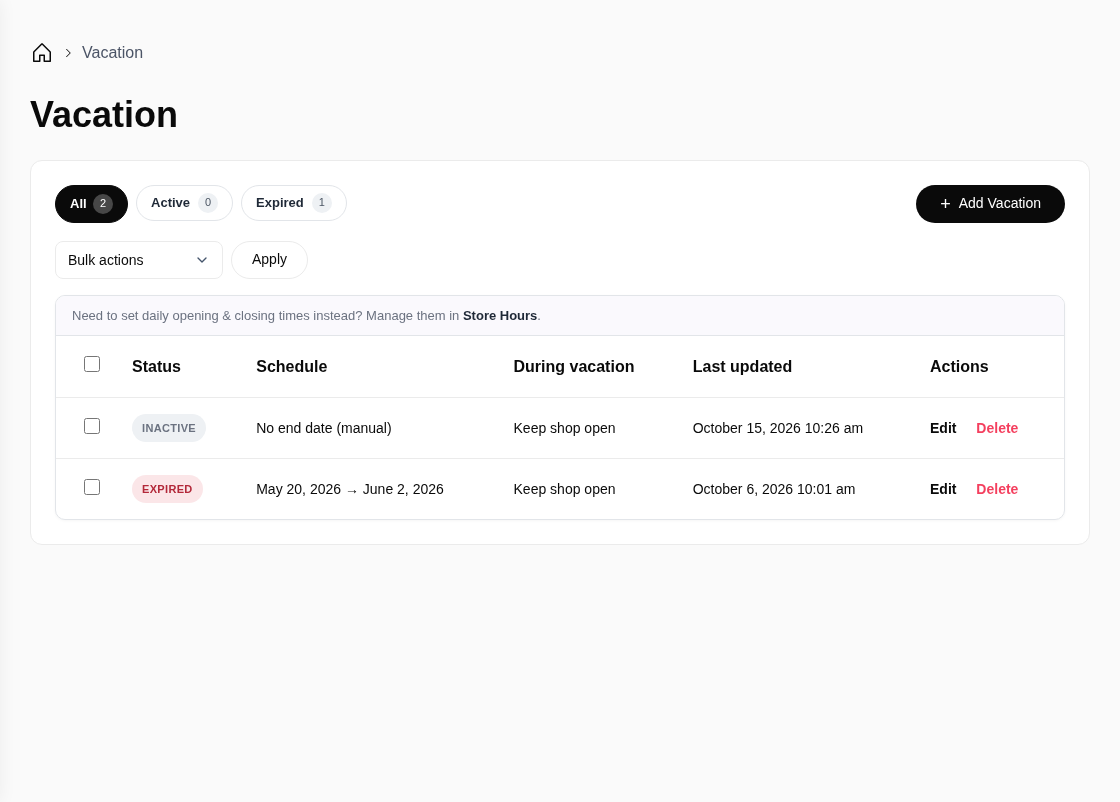 Vacation
Vacation
All 2 Active 0 Expired 1 + Add Vacation
Bulk actions Apply
Need to set daily opening & closing times instead? Manage them in Store Hours.
Status Schedule During vacation Last updated Actions
INACTIVE No end date (manual) Keep shop open October 15, 2026 10:26 am Edit Delete
EXPIRED May 20, 2026 → June 2, 2026 Keep shop open October 6, 2026 10:01 am Edit Delete